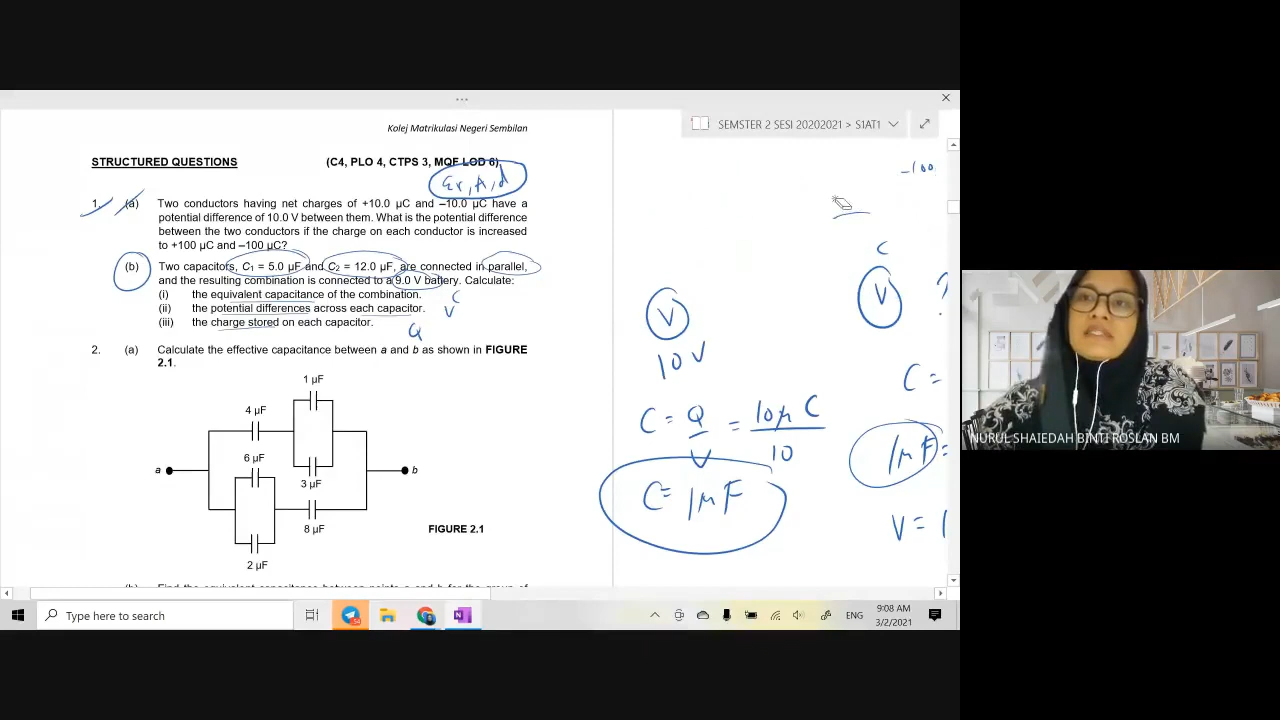 Kolej Matrikulasi Negeri Sembilan
SEMSTER 2 SESI 20202021 > S1AT1
STRUCTURED QUESTIONS (C4, PLO 4, CTPS 3, MQF LOD 6)
εr, A, d
-100
1. (a) Two conductors having net charges of +10.0 µC and –10.0 µC have a
potential difference of 10.0 V between them. What is the potential difference
between the two conductors if the charge on each conductor is increased
to +100 µC and –100 µC?
(b) Two capacitors, C1 = 5.0 µF and C2 = 12.0 µF, are connected in parallel,
and the resulting combination is connected to a 9.0 V battery. Calculate:
(i) the equivalent capacitance of the combination.
C
(ii) the potential differences across each capacitor.
V
(iii) the charge stored on each capacitor.
Q
2. (a) Calculate the effective capacitance between a and b as shown in FIGURE
2.1.
1 µF
4 µF
6 µF
a
b
3 µF
8 µF
FIGURE 2.1
2 µF
V
10 V
C = Q/V = 10µ C / 10
C = 1µF
C
V ?
C =
1µF =
V = 1
NURUL SHAIEDAH BINTI ROSLAN BM
Type here to search
54
ENG
9:08 AM
3/2/2021